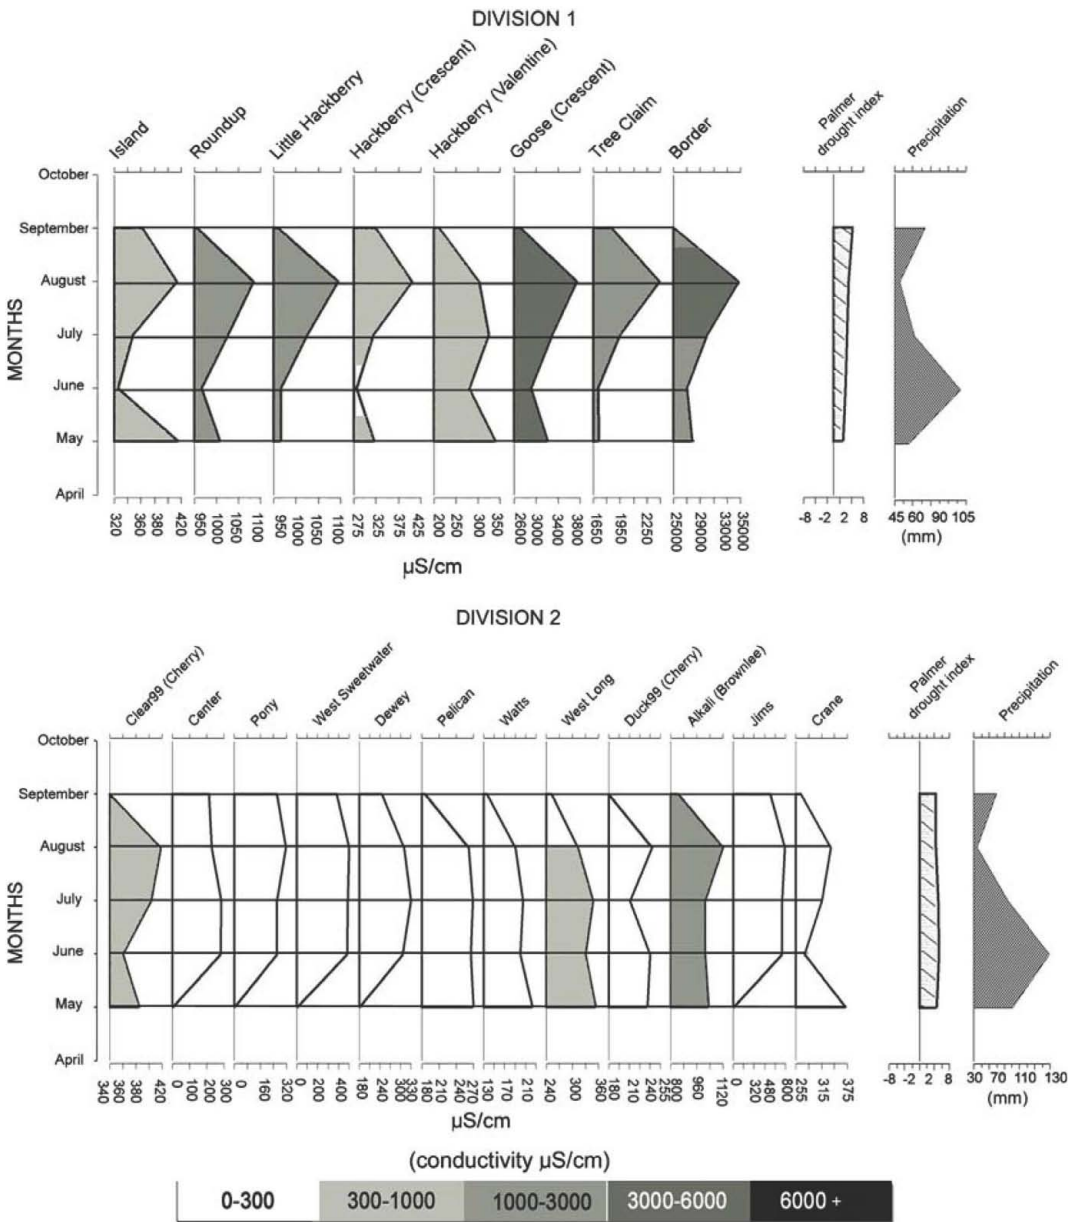 DIVISION 1
Island
Roundup
Little Hackberry
Hackberry (Crescent)
Hackberry (Valentine)
Goose (Crescent)
Tree Claim
Border
Palmer
drought index
Precipitation
MONTHS
October
September
August
July
June
May
April
320 360 420
950 1000 1050 1100
950 1000 1050 1100
275 325 375 425
200 250 300 350
2600 3000 3400 3800
1650 1950 2250
25000 29000 33000 35000
-8 -2 2 8
45 60 90 105
(mm)
µS/cm
DIVISION 2
Clear99 (Cherry)
Center
Pony
West Sweetwater
Dewey
Pelican
Watts
West Long
Duck99 (Cherry)
Alkali (Brownlee)
Jims
Crane
Palmer
drought index
Precipitation
MONTHS
October
September
August
July
June
May
April
340 360 380 420
0 100 200 300
0 160 320
0 200 400
180 240 300 330
180 210 240 270
130 170 210
240 300 360
180 210 240 255
800 960 1120
0 320 480 800
255 315 375
-8 -2 2 8
30 70 110 130
(mm)
µS/cm
(conductivity µS/cm)
0-300 300-1000 1000-3000 3000-6000 6000 +